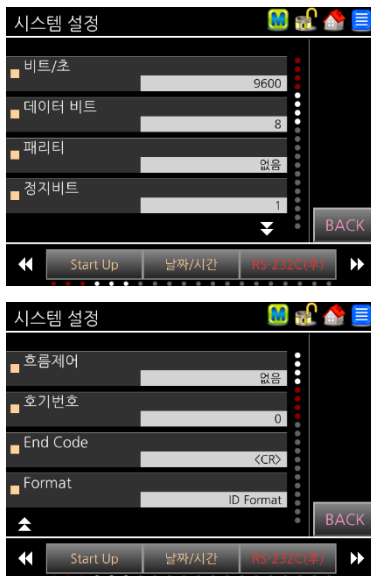 시스템 설정
M
비트/초
9600
데이터 비트
8
패리티
없음
정지비트
1
BACK
Start Up
날짜/시간
RS-232C(후)
시스템 설정
M
흐름제어
없음
호기번호
0
End Code
<CR>
Format
ID Format
BACK
Start Up
날짜/시간
RS-232C(후)